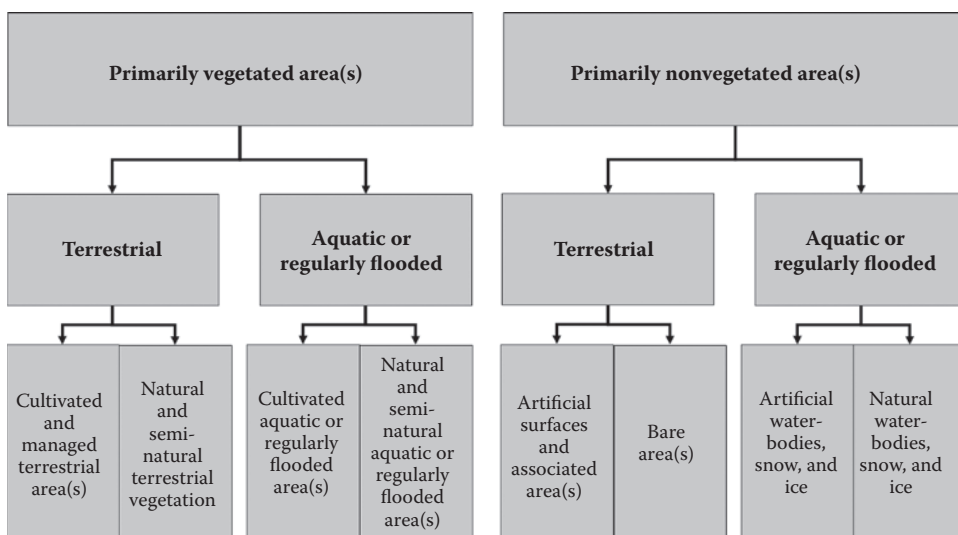 Primarily vegetated area(s)
Primarily nonvegetated area(s)
Terrestrial
Aquatic or
regularly flooded
Terrestrial
Aquatic or
regularly flooded
Cultivated
and
managed
terrestrial
area(s)
Natural
and
semi-
natural
terrestrial
vegetation
Cultivated
aquatic or
regularly
flooded
area(s)
Natural
and
semi-
natural
aquatic or
regularly
flooded
area(s)
Artificial
surfaces
and
associated
area(s)
Bare
area(s)
Artificial
water-
bodies,
snow, and
ice
Natural
water-
bodies,
snow, and
ice